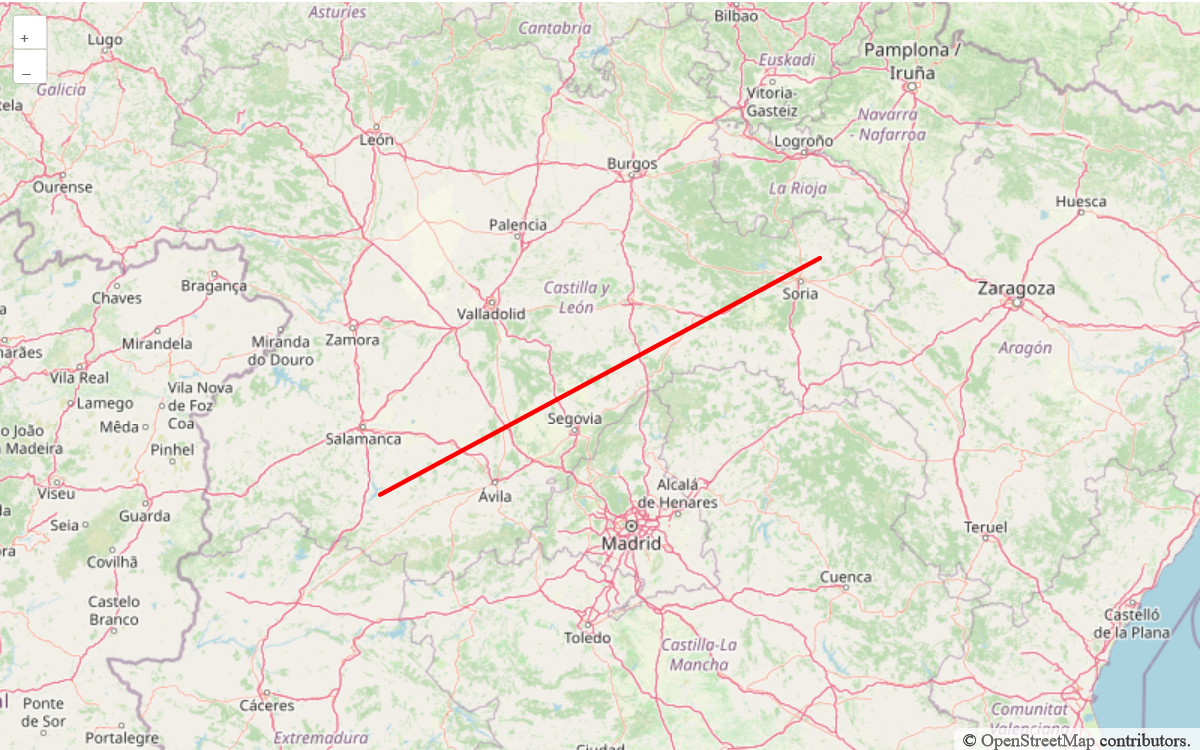 Asturies
Bilbao
Cantabria
Lugo
+
−
Galicia
Euskadi
Pamplona /
Iruña
Vitoria-
Gasteiz
Navarra
- Nafarroa
León
Logroño
Burgos
Ourense
La Rioja
Huesca
Palencia
Chaves
Bragança
Castilla y
León
Soria
Zaragoza
Valladolid
Mirandela
Miranda
do Douro
Zamora
Aragón
Vila Real
Vila Nova
de Foz
Coa
Lamego
Mêda
Segovia
Salamanca
Pinhel
Viseu
Ávila
Alcalá
de Henares
Guarda
Seia
Madrid
Teruel
Covilhã
Cuenca
Castelo
Branco
Castelló
de la Plana
Toledo
Castilla-La
Mancha
Ponte
de Sor
Cáceres
Comunitat
Valenciana
Portalegre
Extremadura
© OpenStreetMap contributors.